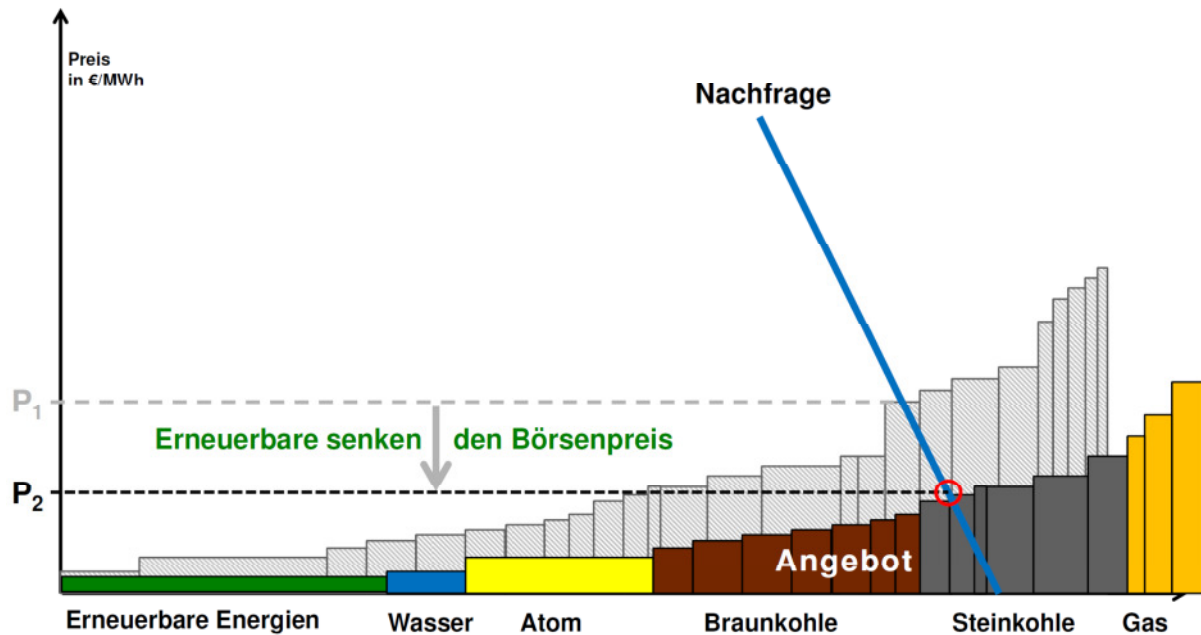 Preis
in €/MWh
Nachfrage
P1
Erneuerbare senken den Börsenpreis
P2
Angebot
Erneuerbare Energien Wasser Atom Braunkohle Steinkohle Gas